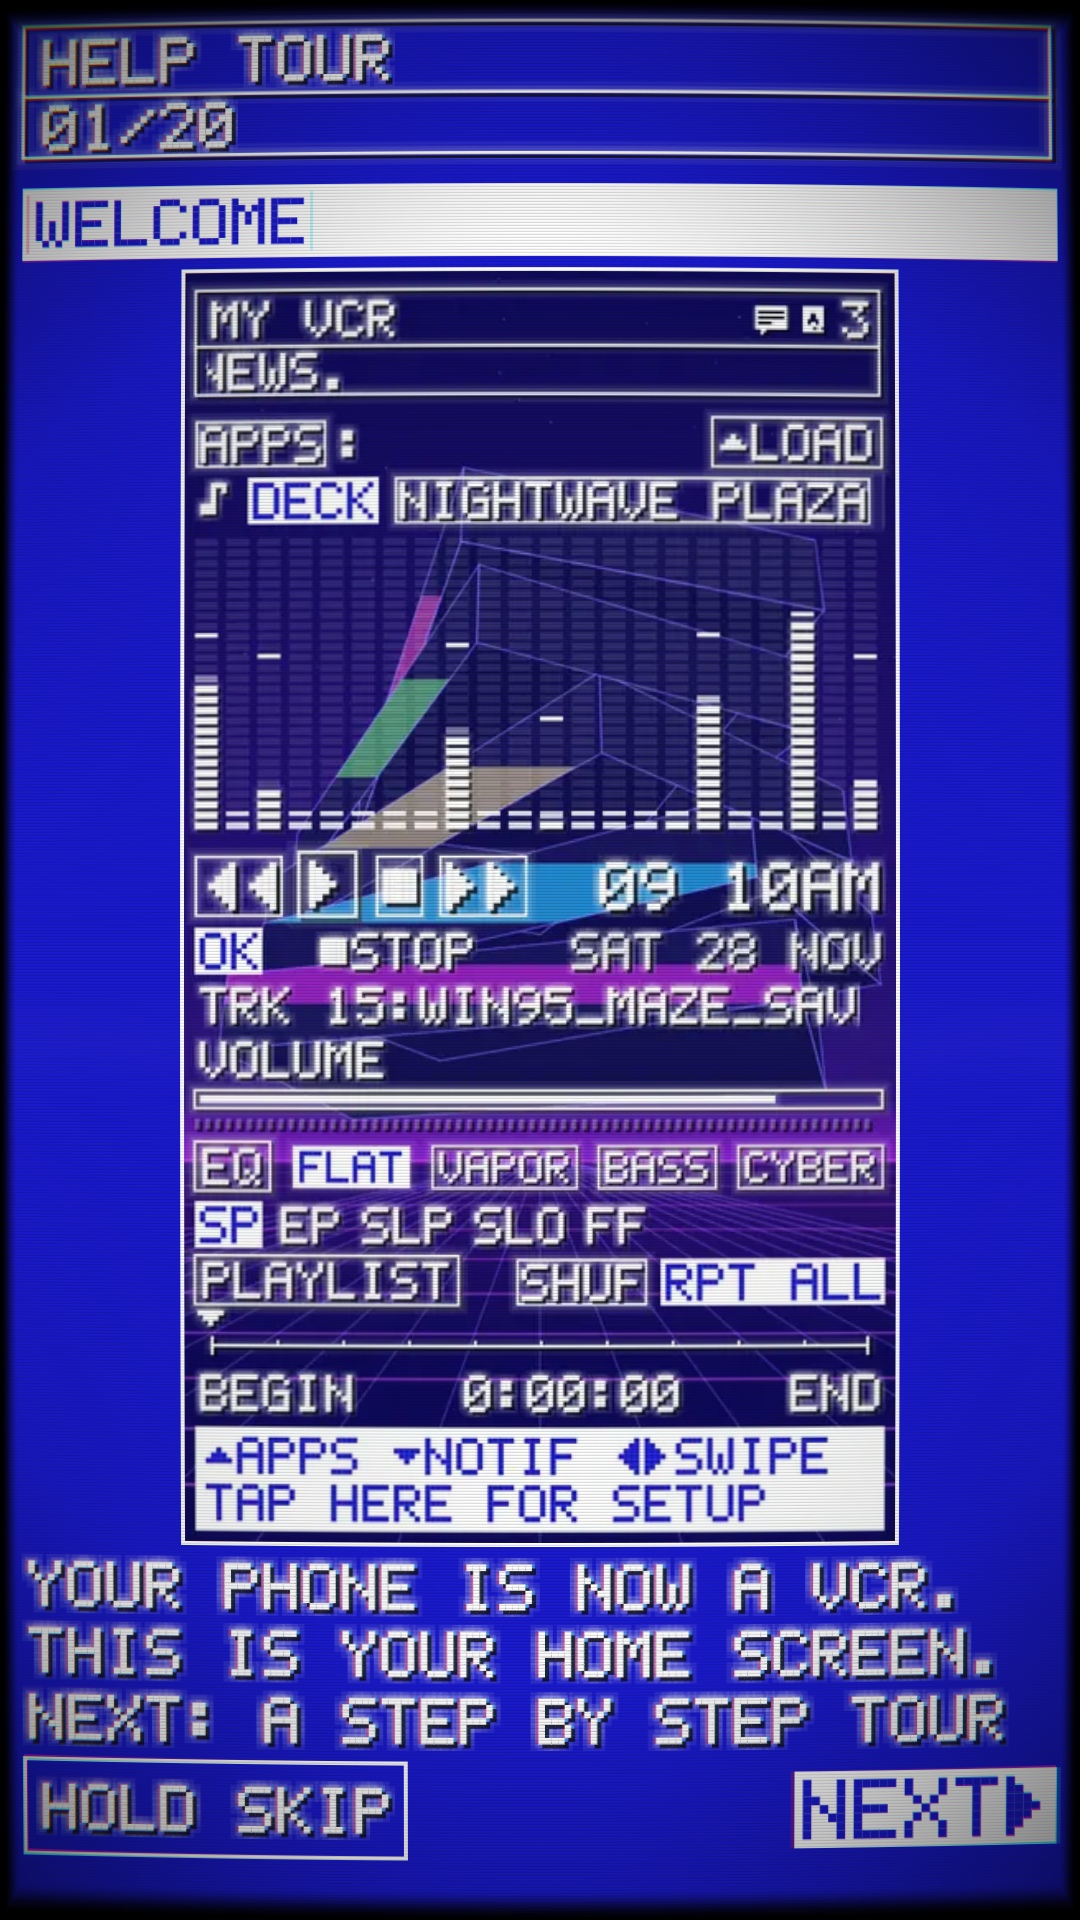 HELP TOUR
01/20
WELCOME
MY VCR 3
NEWS.
APPS: ▲LOAD
♪ DECK NIGHTWAVE PLAZA
09 10AM
OK ■STOP SAT 28 NOV
TRK 15:WIN95_MAZE_SAV
VOLUME
EQ FLAT VAPOR BASS CYBER
SP EP SLP SLO FF
PLAYLIST SHUF RPT ALL
BEGIN 0:00:00 END
▲APPS ▼NOTIF ◀▶SWIPE
TAP HERE FOR SETUP
YOUR PHONE IS NOW A VCR.
THIS IS YOUR HOME SCREEN.
NEXT: A STEP BY STEP TOUR
HOLD SKIP NEXT▶